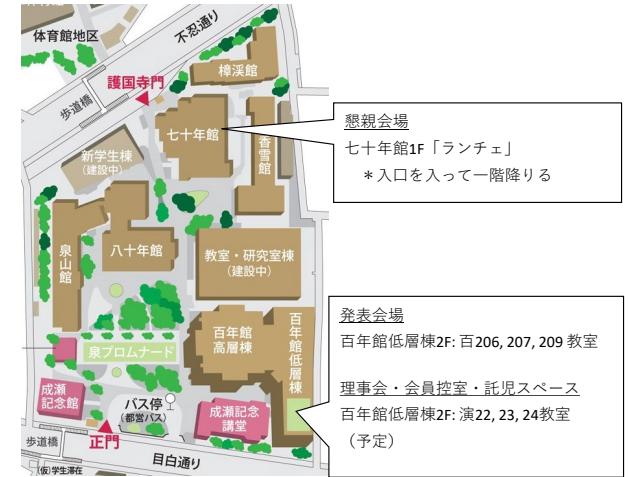 体育館地区
不忍通り
樟渓館
護国寺門
歩道橋
七十年館
香雪館
新学生棟
(建設中)
懇親会場
七十年館1F「ランチェ」
＊入口を入って一階降りる
泉山館
八十年館
教室・研究室棟
(建設中)
百年館
高層棟
百年館低層棟
泉プロムナード
発表会場
百年館低層棟2F: 百206, 207, 209 教室
理事会・会員控室・託児スペース
百年館低層棟2F: 演22, 23, 24教室
（予定）
成瀬
記念館
バス停
(都営バス)
成瀬記念
講堂
正門
歩道橋
目白通り
(仮)学生滞在